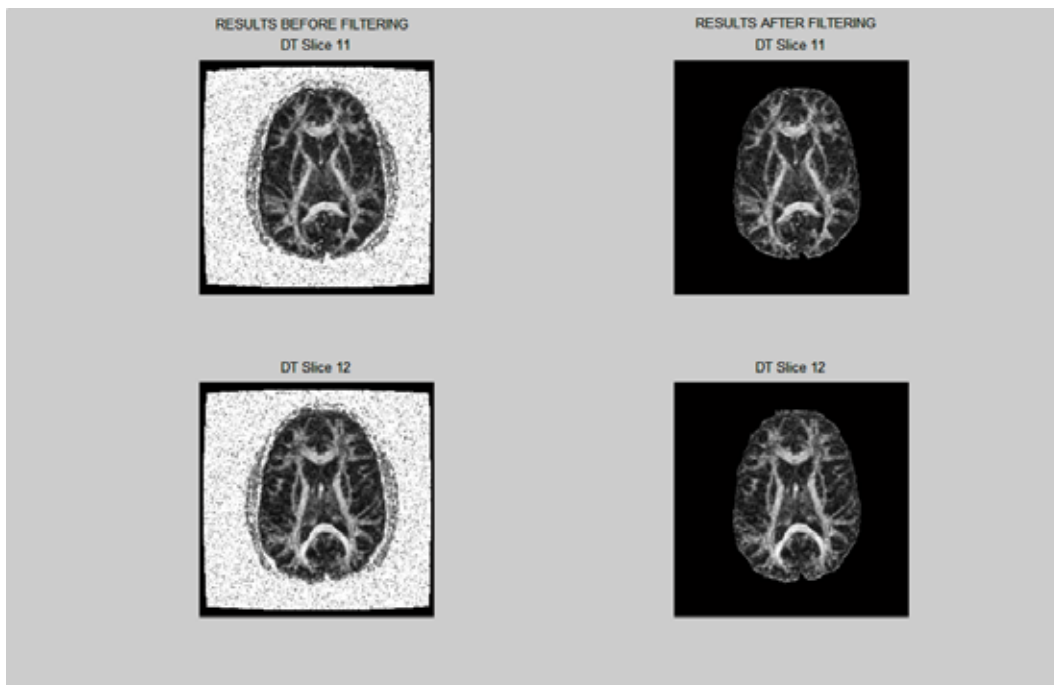 RESULTS BEFORE FILTERING
DT Slice 11
RESULTS AFTER FILTERING
DT Slice 11
DT Slice 12
DT Slice 12